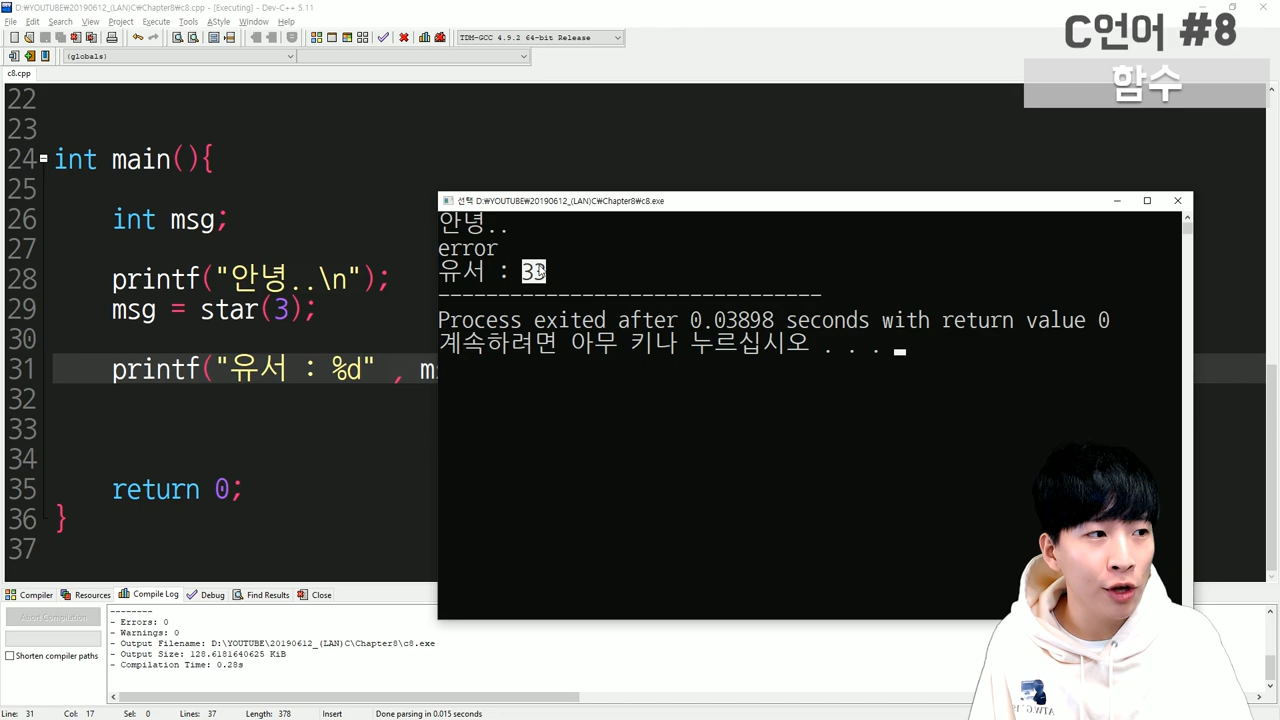 D:\YOUTUBE\20190612_(LAN)C\Chapter8\c8.cpp - [Executing] - Dev-C++ 5.11
File Edit Search View Project Execute Tools AStyle Window Help
TDM-GCC 4.9.2 64-bit Release
(globals)
c8.cpp
C언어 #8
함수
22
23
24 int main(){
25
26 int msg;
27
28 printf("안녕..\n");
29 msg = star(3);
30
31 printf("유서 : %d" , m
32
33
34
35 return 0;
36 }
37
선택 D:\YOUTUBE\20190612_(LAN)C\Chapter8\c8.exe
안녕..
error
유서 : 33
--------------------------------
Process exited after 0.03898 seconds with return value 0
계속하려면 아무 키나 누르십시오 . . .
Compiler Resources Compile Log Debug Find Results Close
Abort Compilation
Shorten compiler paths
--------
- Errors: 0
- Warnings: 0
- Output Filename: D:\YOUTUBE\20190612_(LAN)C\Chapter8\c8.exe
- Output Size: 128.6181640625 KiB
- Compilation Time: 0.28s
Line: 31 Col: 17 Sel: 0 Lines: 37 Length: 378 Insert Done parsing in 0.015 seconds